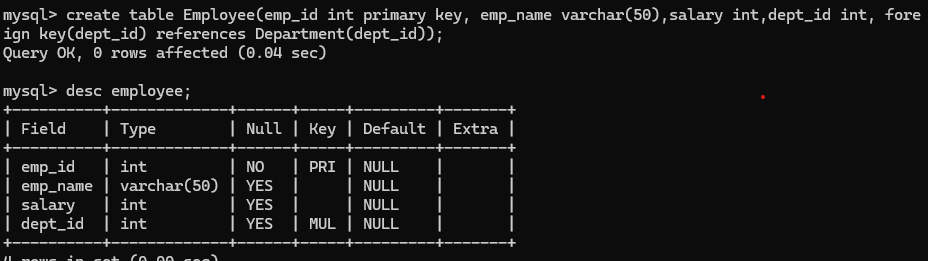 mysql> create table Employee(emp_id int primary key, emp_name varchar(50),salary int,dept_id int, fore
ign key(dept_id) references Department(dept_id));
Query OK, 0 rows affected (0.04 sec)
mysql> desc employee;
+----------+-------------+------+-----+---------+-------+
| Field    | Type        | Null | Key | Default | Extra |
+----------+-------------+------+-----+---------+-------+
| emp_id   | int         | NO   | PRI | NULL    |       |
| emp_name | varchar(50) | YES  |     | NULL    |       |
| salary   | int         | YES  |     | NULL    |       |
| dept_id  | int         | YES  | MUL | NULL    |       |
+----------+-------------+------+-----+---------+-------+
4 rows in set (0.00 sec)